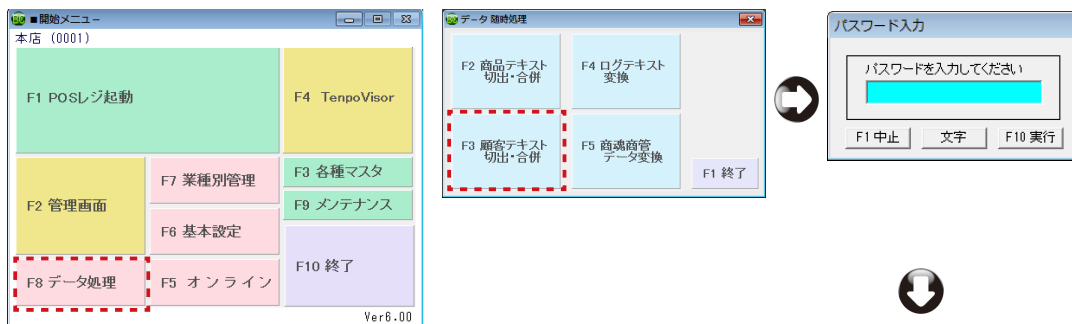 ■開始メニュー
本店 (0001)
F1 POSレジ起動
F4 TenpoVisor
F2 管理画面
F7 業種別管理
F3 各種マスタ
F9 メンテナンス
F6 基本設定
F8 データ処理
F5 オンライン
F10 終了
Ver6.00
データ 随時処理
F2 商品テキスト
切出・合併
F4 ログテキスト
変換
F3 顧客テキスト
切出・合併
F5 商魂商管
データ変換
F1 終了
パスワード入力
パスワードを入力してください
F1 中止
文字
F10 実行